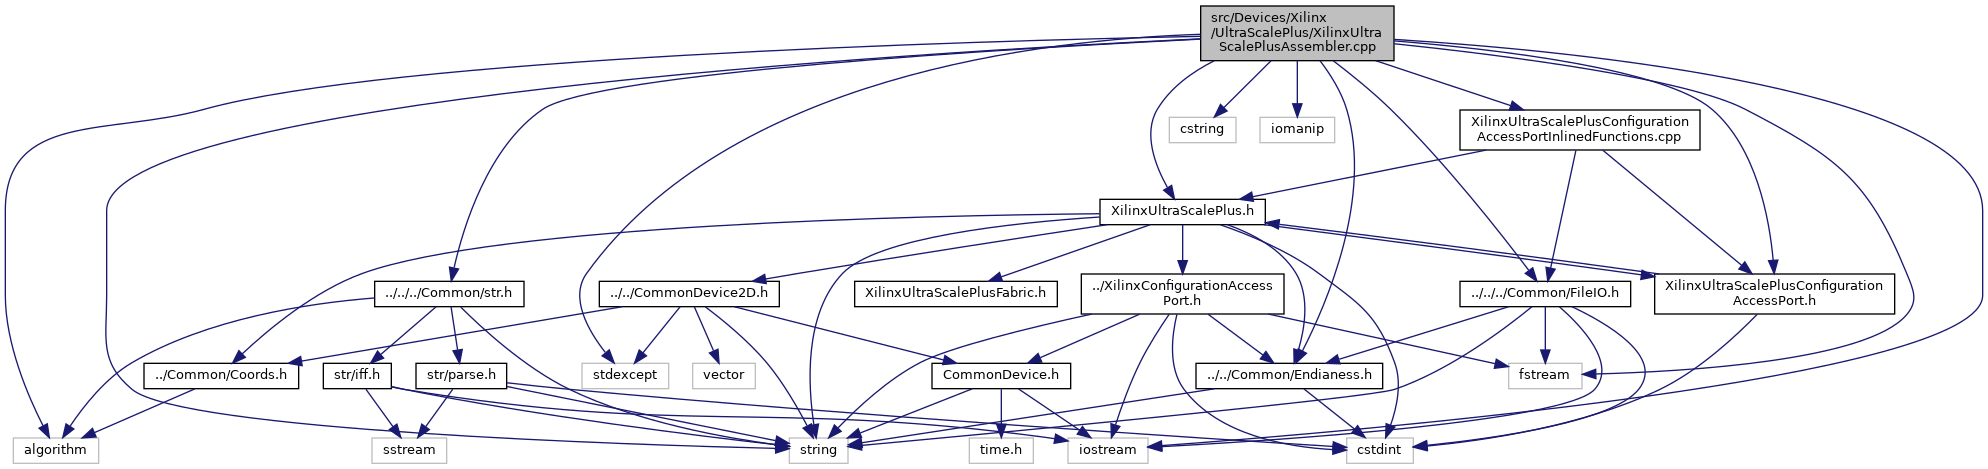 src/Devices/Xilinx
/UltraScalePlus/XilinxUltra
ScalePlusAssembler.cpp
cstring
iomanip
XilinxUltraScalePlusConfiguration
AccessPortInlinedFunctions.cpp
XilinxUltraScalePlus.h
../../../Common/str.h
../../CommonDevice2D.h
XilinxUltraScalePlusFabric.h
../XilinxConfigurationAccess
Port.h
../../../Common/FileIO.h
XilinxUltraScalePlusConfiguration
AccessPort.h
../Common/Coords.h
str/iff.h
str/parse.h
stdexcept
vector
CommonDevice.h
../../Common/Endianess.h
fstream
algorithm
sstream
string
time.h
iostream
cstdint